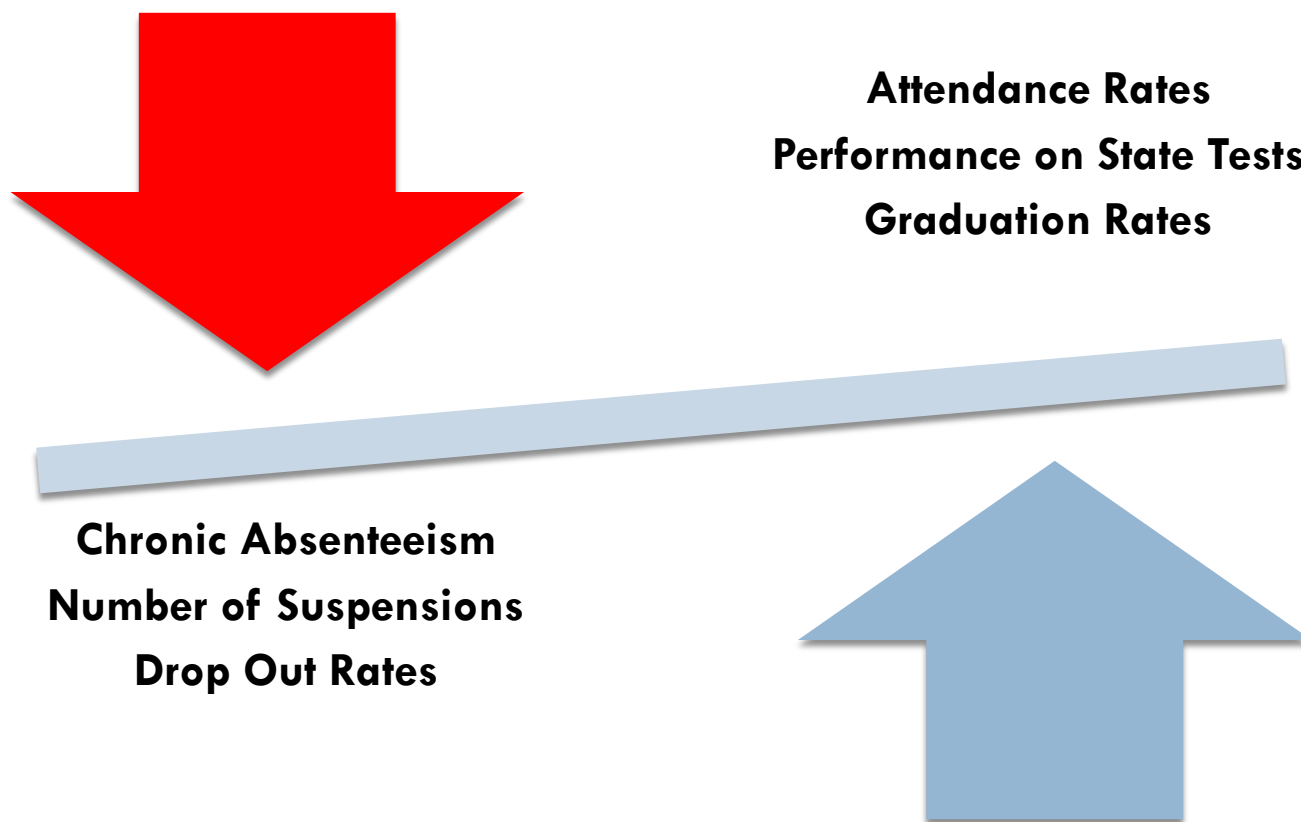 Attendance Rates
Performance on State Tests
Graduation Rates
Chronic Absenteeism
Number of Suspensions
Drop Out Rates